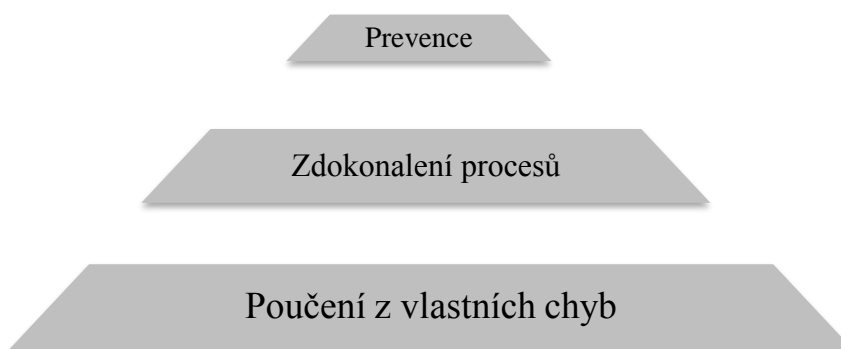 Prevence
Zdokonalení procesů
Poučení z vlastních chyb